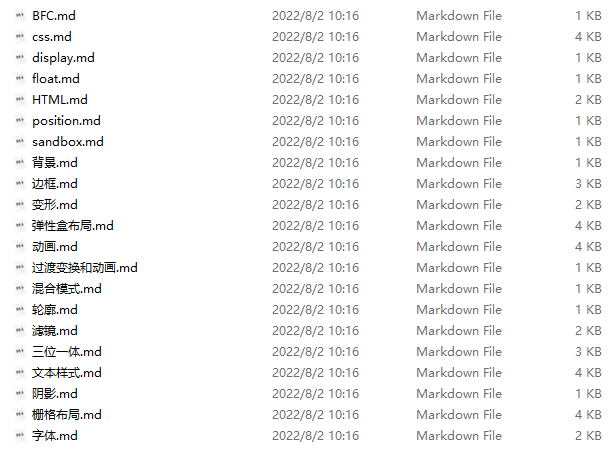 BFC.md 2022/8/2 10:16 Markdown File 1 KB
css.md 2022/8/2 10:16 Markdown File 4 KB
display.md 2022/8/2 10:16 Markdown File 1 KB
float.md 2022/8/2 10:16 Markdown File 1 KB
HTML.md 2022/8/2 10:16 Markdown File 2 KB
position.md 2022/8/2 10:16 Markdown File 1 KB
sandbox.md 2022/8/2 10:16 Markdown File 1 KB
背景.md 2022/8/2 10:16 Markdown File 1 KB
边框.md 2022/8/2 10:16 Markdown File 3 KB
变形.md 2022/8/2 10:16 Markdown File 2 KB
弹性盒布局.md 2022/8/2 10:16 Markdown File 4 KB
动画.md 2022/8/2 10:16 Markdown File 4 KB
过渡变换和动画.md 2022/8/2 10:16 Markdown File 1 KB
混合模式.md 2022/8/2 10:16 Markdown File 1 KB
轮廓.md 2022/8/2 10:16 Markdown File 1 KB
滤镜.md 2022/8/2 10:16 Markdown File 2 KB
三位一体.md 2022/8/2 10:16 Markdown File 3 KB
文本样式.md 2022/8/2 10:16 Markdown File 4 KB
阴影.md 2022/8/2 10:16 Markdown File 1 KB
栅格布局.md 2022/8/2 10:16 Markdown File 4 KB
字体.md 2022/8/2 10:16 Markdown File 2 KB